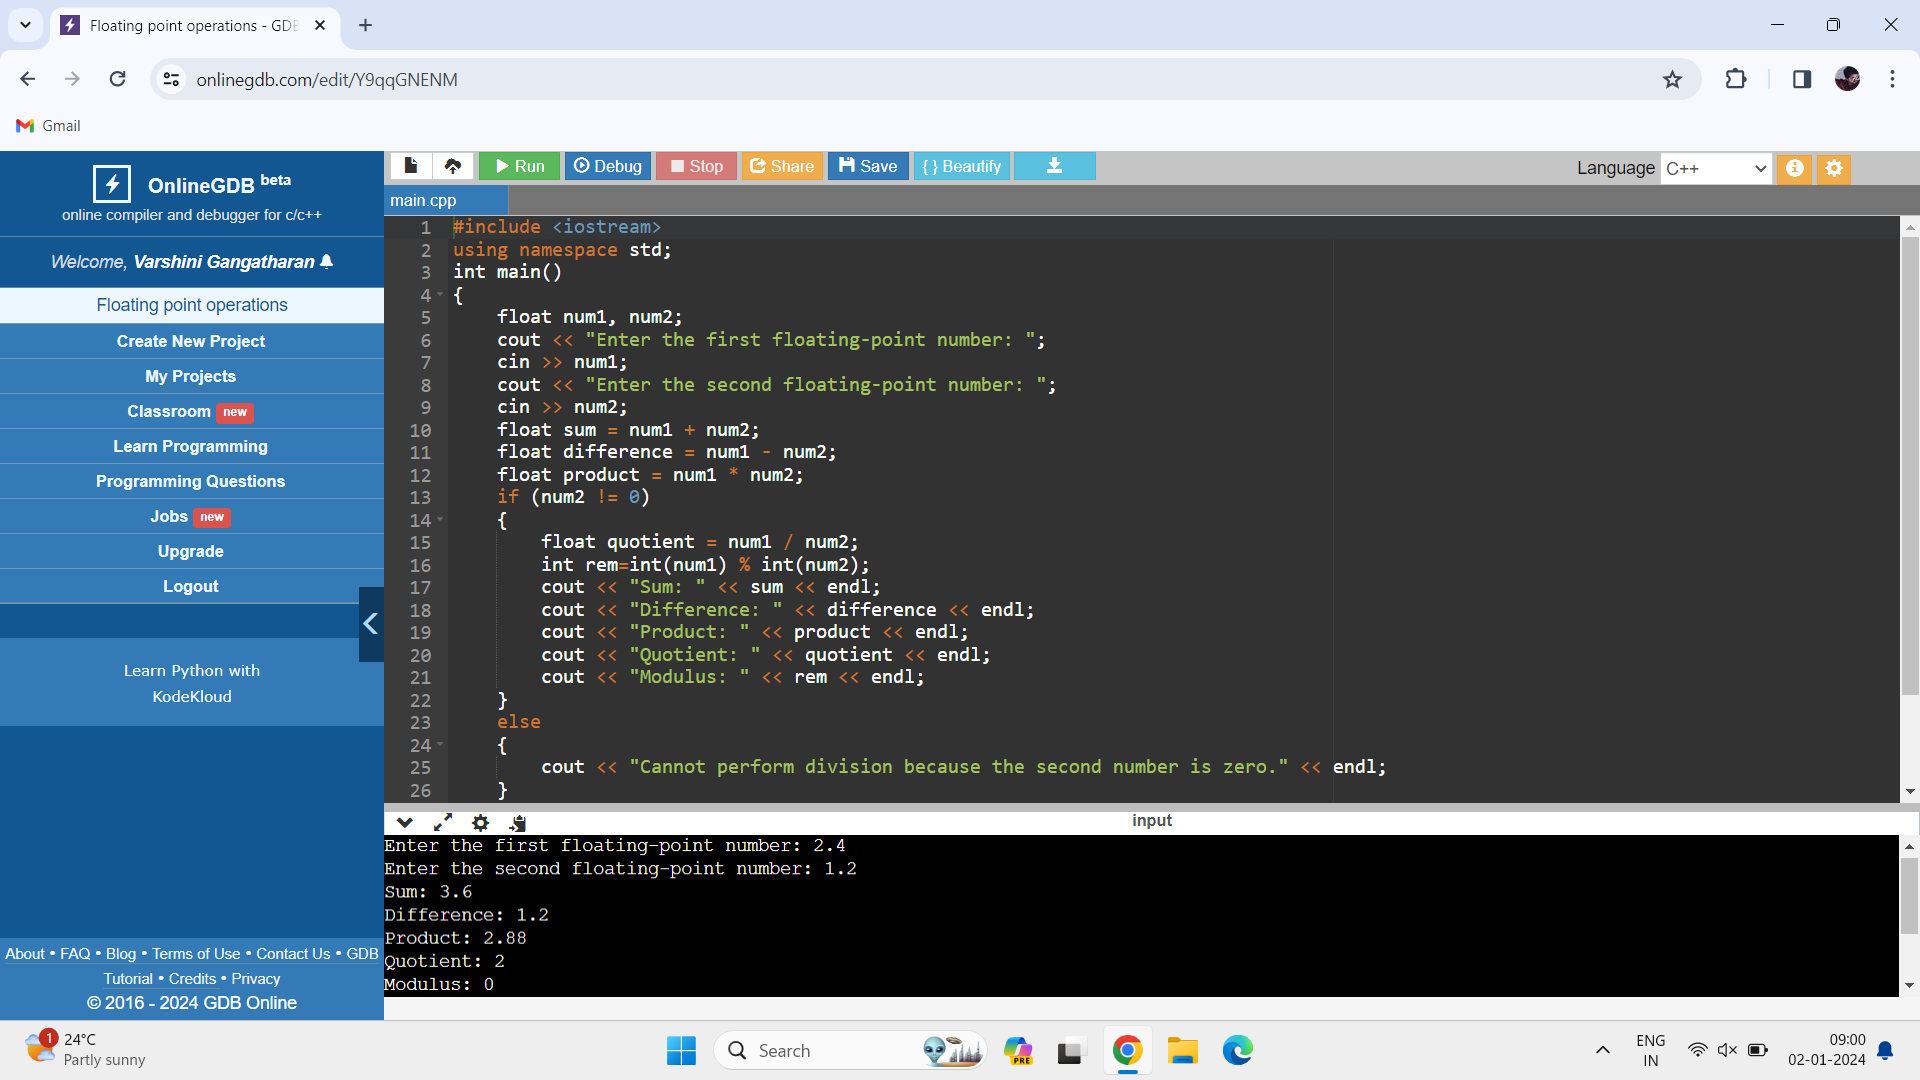 Floating point operations - GDB
onlinegdb.com/edit/Y9qqGNENM
Gmail
OnlineGDB beta
online compiler and debugger for c/c++
Welcome, Varshini Gangatharan
Floating point operations
Create New Project
My Projects
Classroom new
Learn Programming
Programming Questions
Jobs new
Upgrade
Logout
Learn Python with
KodeKloud
About • FAQ • Blog • Terms of Use • Contact Us • GDB
Tutorial • Credits • Privacy
© 2016 - 2024 GDB Online
Run Debug Stop Share Save { } Beautify
Language C++
main.cpp
1 #include <iostream>
2 using namespace std;
3 int main()
4 {
5 float num1, num2;
6 cout << "Enter the first floating-point number: ";
7 cin >> num1;
8 cout << "Enter the second floating-point number: ";
9 cin >> num2;
10 float sum = num1 + num2;
11 float difference = num1 - num2;
12 float product = num1 * num2;
13 if (num2 != 0)
14 {
15 float quotient = num1 / num2;
16 int rem=int(num1) % int(num2);
17 cout << "Sum: " << sum << endl;
18 cout << "Difference: " << difference << endl;
19 cout << "Product: " << product << endl;
20 cout << "Quotient: " << quotient << endl;
21 cout << "Modulus: " << rem << endl;
22 }
23 else
24 {
25 cout << "Cannot perform division because the second number is zero." << endl;
26 }
input
Enter the first floating-point number: 2.4
Enter the second floating-point number: 1.2
Sum: 3.6
Difference: 1.2
Product: 2.88
Quotient: 2
Modulus: 0
1
24°C
Partly sunny
Search
PRE
ENG
IN
09:00
02-01-2024